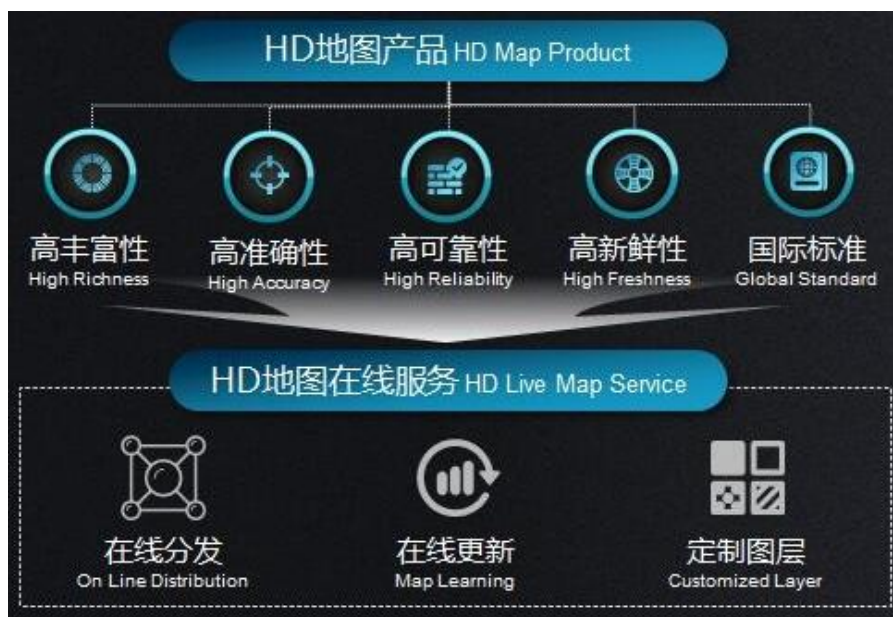 HD地图产品 HD Map Product
高丰富性
High Richness
高准确性
High Accuracy
高可靠性
High Reliability
高新鲜性
High Freshness
国际标准
Global Standard
HD地图在线服务 HD Live Map Service
在线分发
On Line Distribution
在线更新
Map Learning
定制图层
Customized Layer